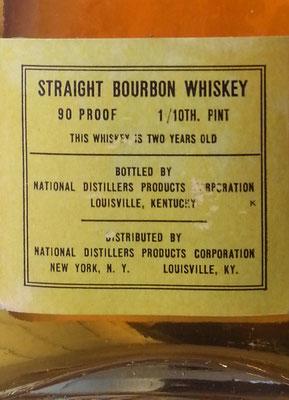 STRAIGHT BOURBON WHISKEY
90 PROOF 1/10TH. PINT
THIS WHISKEY IS TWO YEARS OLD
BOTTLED BY
NATIONAL DISTILLERS PRODUCTS CORPORATION
LOUISVILLE, KENTUCKY K
DISTRIBUTED BY
NATIONAL DISTILLERS PRODUCTS CORPORATION
NEW YORK, N. Y. LOUISVILLE, KY.